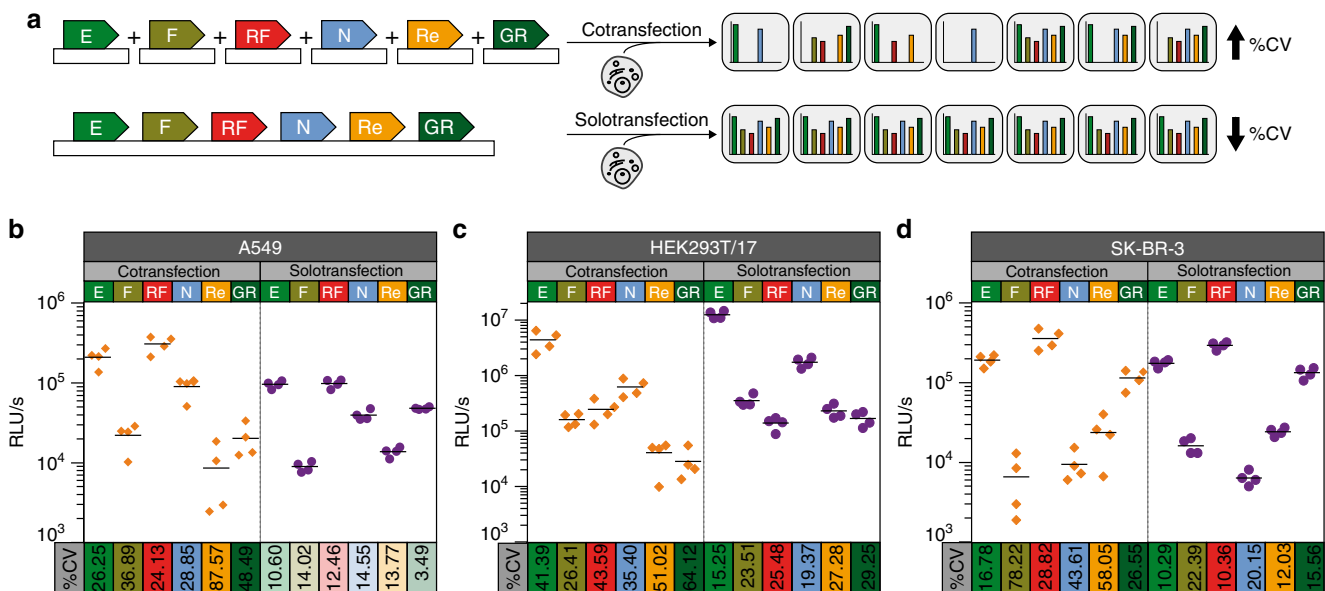 a
E + F + RF + N + Re + GR
Cotransfection
%CV
E F RF N Re GR
Solotransfection
%CV
b
A549
Cotransfection Solotransfection
E F RF N Re GR E F RF N Re GR
RLU/s
10^6
10^5
10^4
10^3
%CV 26.25 36.89 24.13 28.85 87.57 48.49 10.60 14.02 12.46 14.55 13.77 3.49
c
HEK293T/17
Cotransfection Solotransfection
E F RF N Re GR E F RF N Re GR
RLU/s
10^7
10^6
10^5
10^4
10^3
%CV 41.39 26.41 43.59 35.40 51.02 64.12 15.25 23.51 25.48 19.37 27.28 29.25
d
SK-BR-3
Cotransfection Solotransfection
E F RF N Re GR E F RF N Re GR
RLU/s
10^6
10^5
10^4
10^3
%CV 16.78 78.22 28.82 43.61 58.05 26.55 10.29 22.39 10.36 20.15 12.03 15.56